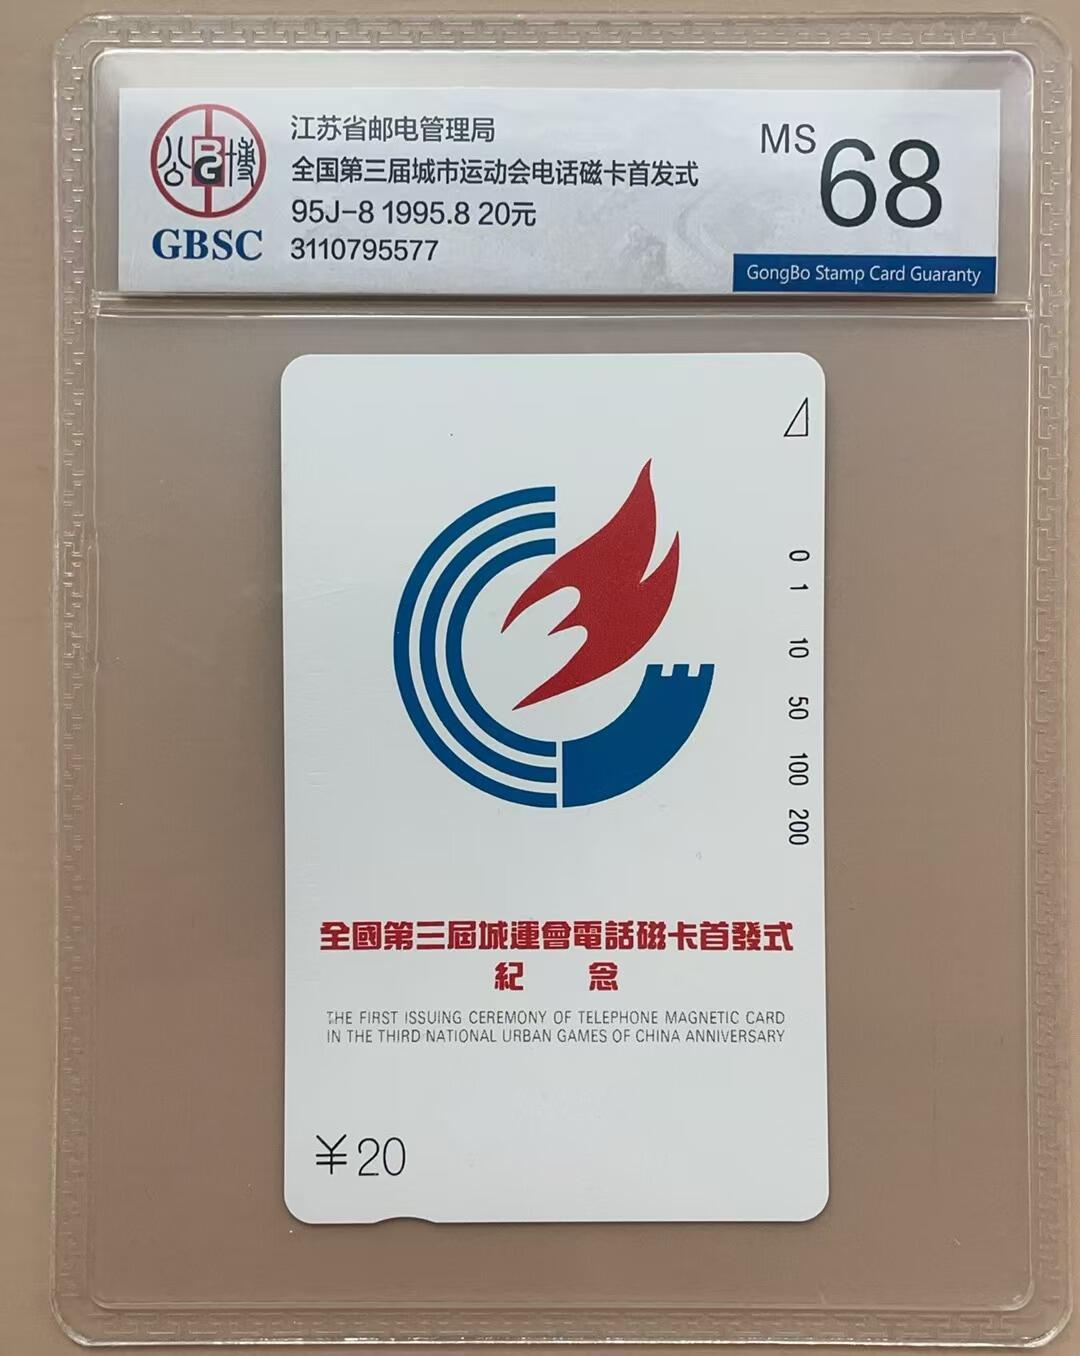 江苏省邮电管理局
全国第三届城市运动会电话磁卡首发式
95J-8 1995.8 20元
3110795577
公 博
GBSC
MS 68
GongBo Stamp Card Guaranty
0
1
10
50
100
200
全國第三屆城運會電話磁卡首發式
紀 念
THE FIRST ISSUING CEREMONY OF TELEPHONE MAGNETIC CARD
IN THE THIRD NATIONAL URBAN GAMES OF CHINA ANNIVERSARY
¥20